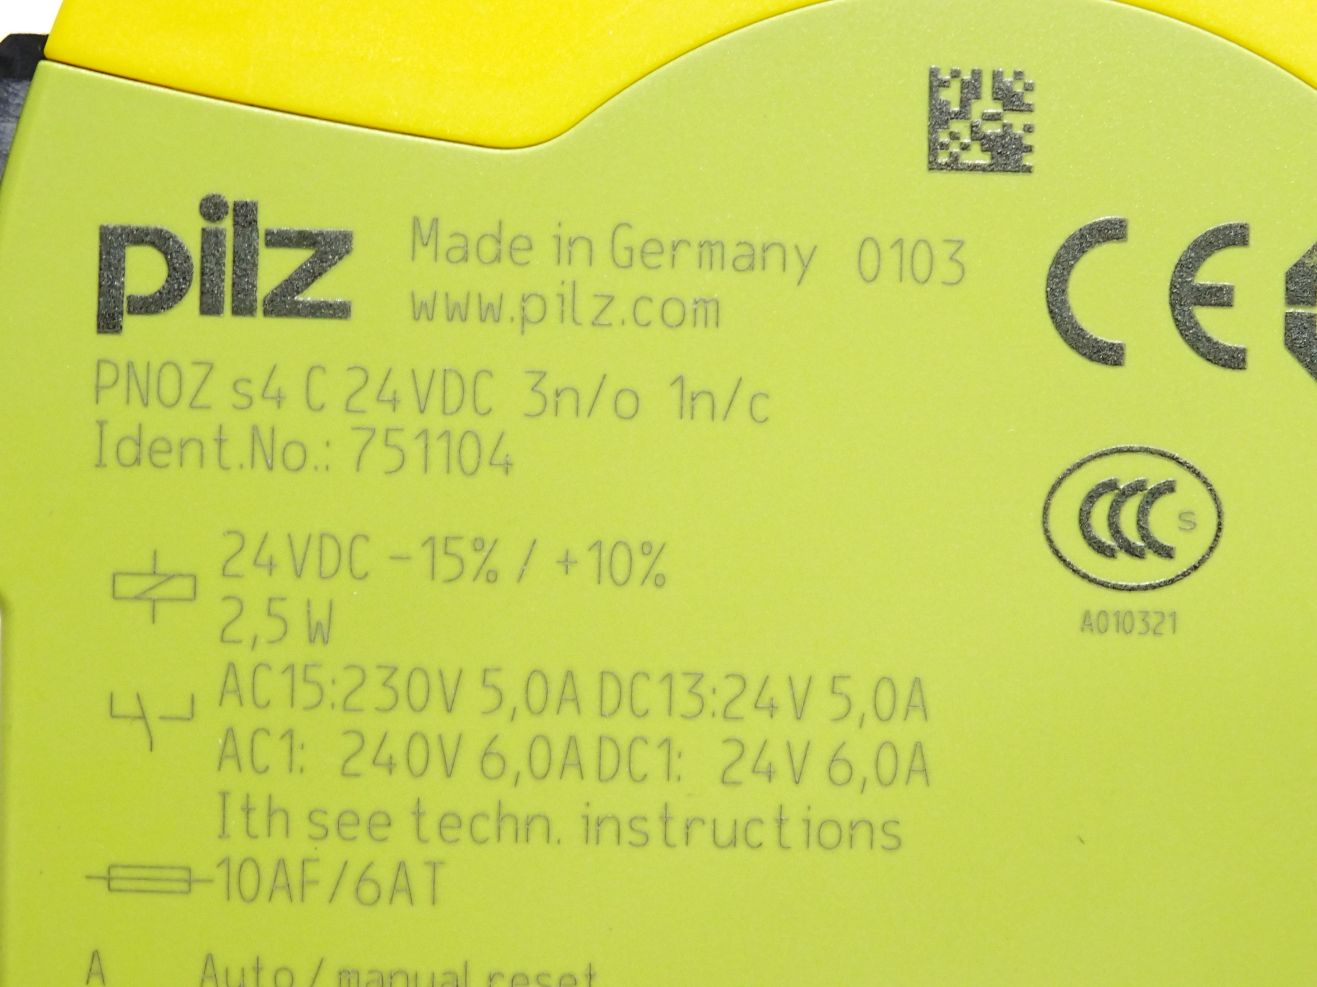 pilz Made in Germany 0103
www.pilz.com
CE
PNOZ s4 C 24VDC 3n/o 1n/c
Ident.No.: 751104
CCC S
A010321
24VDC -15% / +10%
2,5 W
AC15:230V 5,0A DC13:24V 5,0A
AC1: 240V 6,0A DC1: 24V 6,0A
Ith see techn. instructions
10AF/6AT
A Auto/manual reset